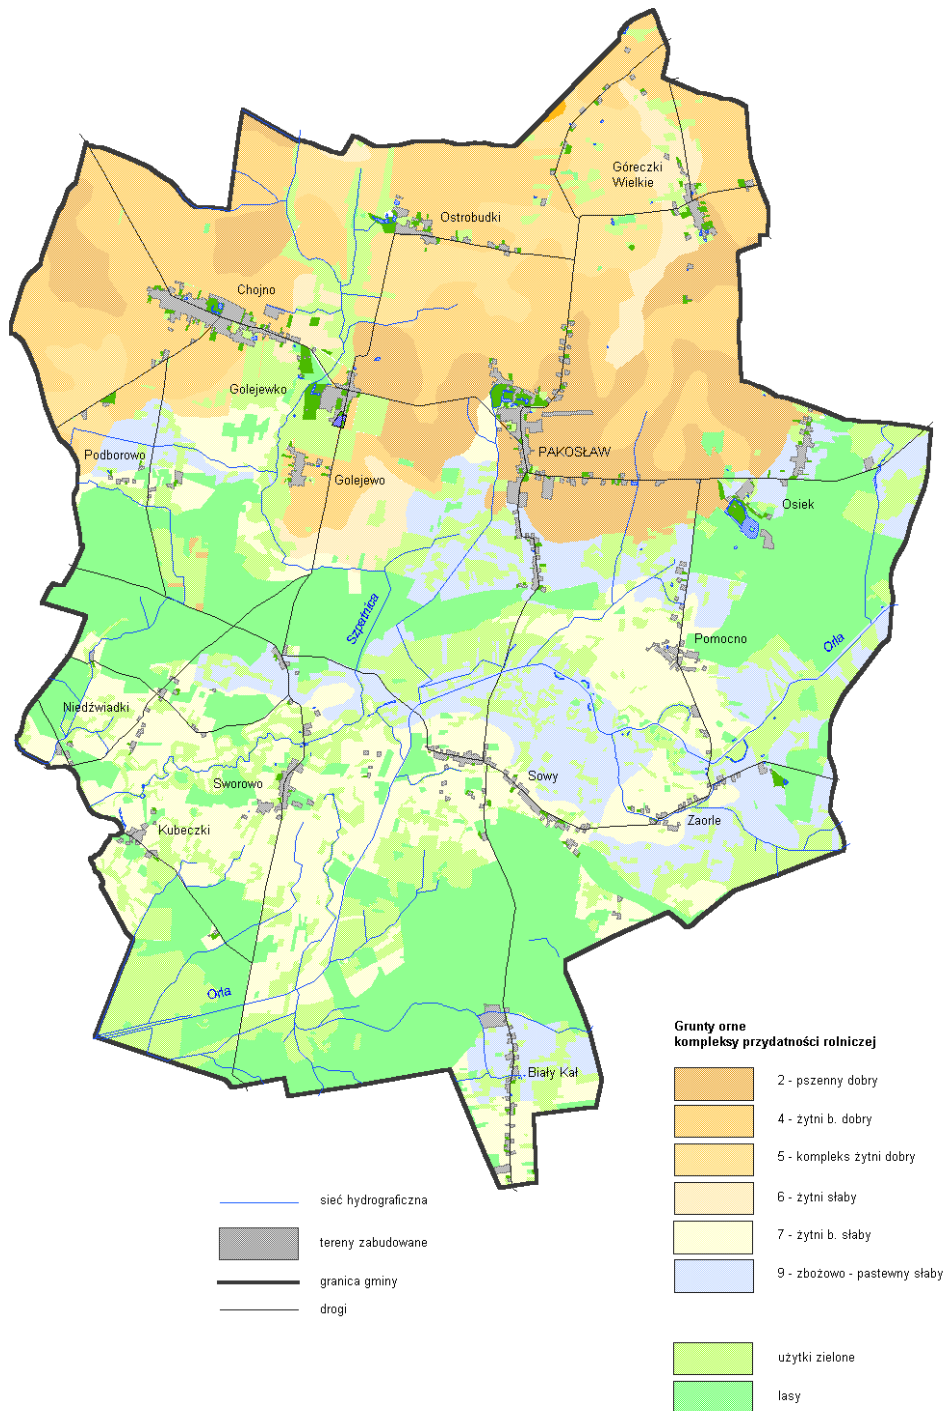 Góreczki
Wielkie
Ostrobudki
Chojno
Golejewko
Podborowo
PAKOSŁAW
Golejewo
Osiek
Szpatnica
Pomocno
Orla
Niedźwiadki
Sworowo
Sowy
Kubeczki
Zaorle
Orla
Biały Kał
Grunty orne
kompleksy przydatności rolniczej
2 - pszenny dobry
4 - żytni b. dobry
5 - kompleks żytni dobry
6 - żytni słaby
7 - żytni b. słaby
9 - zbożowo - pastewny słaby
użytki zielone
lasy
sieć hydrograficzna
tereny zabudowane
granica gminy
drogi